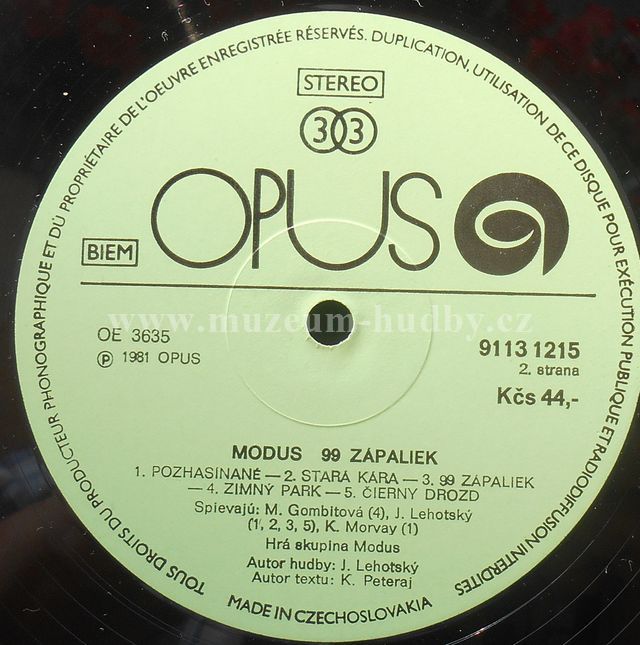 TOUS DROITS DU PRODUCTEUR PHONOGRAPHIQUE ET DU PROPRIÉTAIRE DE L'OEUVRE ENREGISTRÉE RÉSERVÉS. DUPLICATION, UTILISATION DE CE DISQUE POUR EXÉCUTION PUBLIQUE ET RADIODIFFUSION INTERDITES
STEREO
33
OPUS
BIEM
www.muzeum-hudby.cz
OE 3635
Ⓟ 1981 OPUS
9113 1215
2. strana
Kčs 44,-
MODUS 99 ZÁPALIEK
1. POZHASÍNANÉ — 2. STARÁ KÁRA — 3. 99 ZÁPALIEK
— 4. ZIMNÝ PARK — 5. ČIERNY DROZD
Spievajú: M. Gombitová (4), J. Lehotský
(1, 2, 3, 5), K. Morvay (1)
Hrá skupina Modus
Autor hudby: J. Lehotský
Autor textu: K. Peteraj
MADE IN CZECHOSLOVAKIA